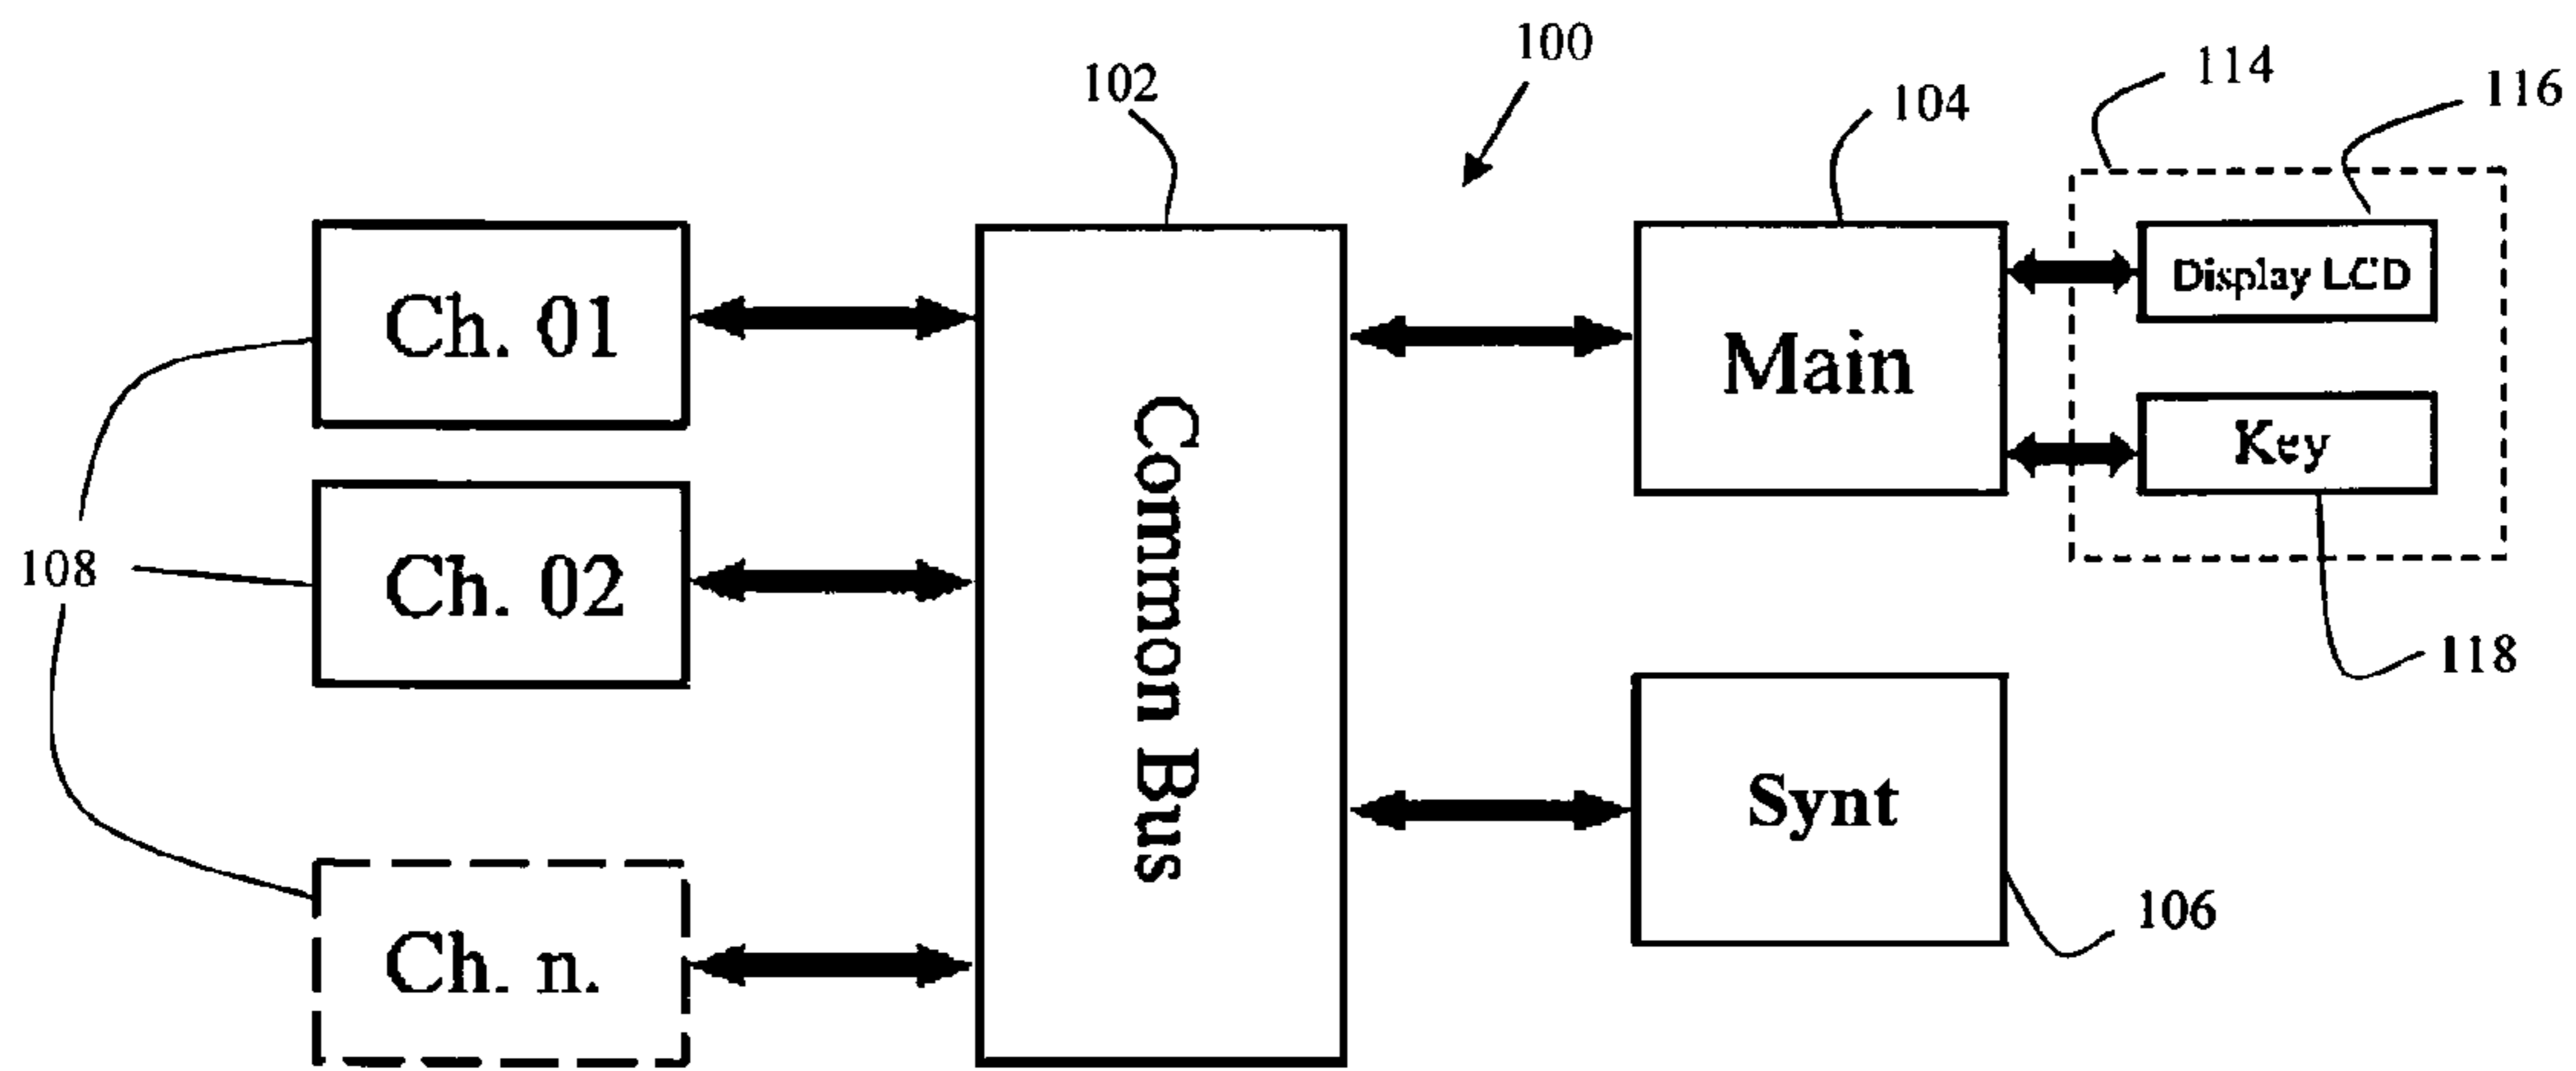 100
102
104
114
116
Ch. 01
Display LCD
Main
Key
Common Bus
108
Ch. 02
118
Synt
106
Ch. n.